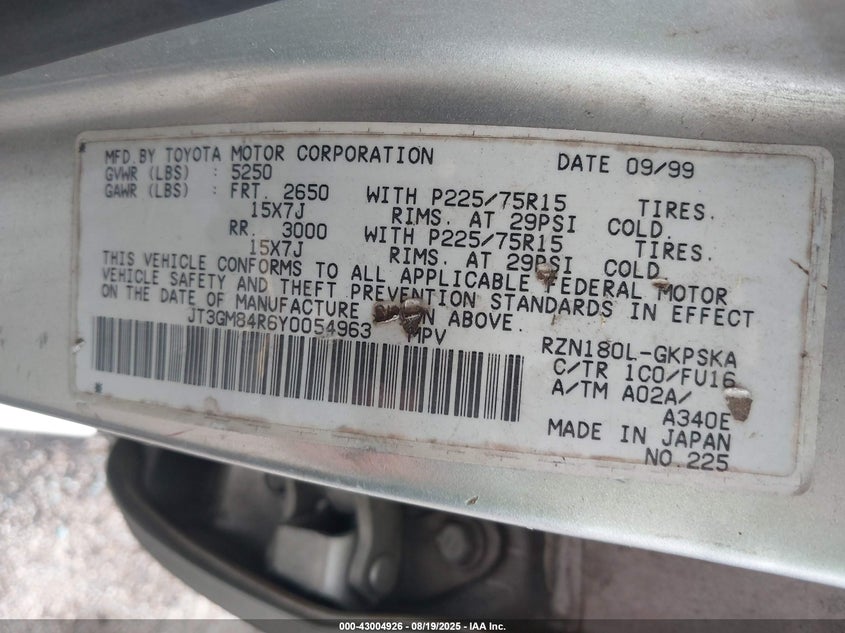 MFD. BY TOYOTA MOTOR CORPORATION DATE 09/99
GVWR (LBS) : 5250
GAWR (LBS) : FRT. 2650 WITH P225/75R15 TIRES.
15X7J RIMS. AT 29PSI COLD.
RR. 3000 WITH P225/75R15 TIRES.
15X7J RIMS. AT 29PSI COLD.
THIS VEHICLE CONFORMS TO ALL APPLICABLE FEDERAL MOTOR
VEHICLE SAFETY AND THEFT PREVENTION STANDARDS IN EFFECT
ON THE DATE OF MANUFACTURE ABOVE.
JT3GM84R6Y0054963 MPV
RZN180L-GKPSKA
C/TR 1C0/FU16
A/TM A02A/
A340E
MADE IN JAPAN
NO.225
000-43004926 - 08/19/2025 - IAA Inc.